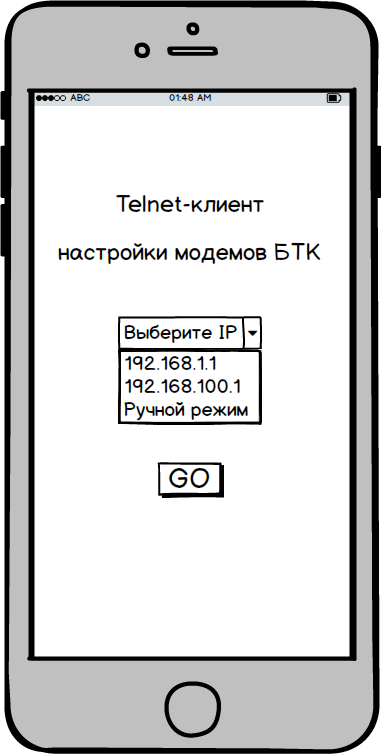 ABC 01:48 AM
Telnet-клиент
настройки модемов БТК
Выберите IP
192.168.1.1
192.168.100.1
Ручной режим
GO